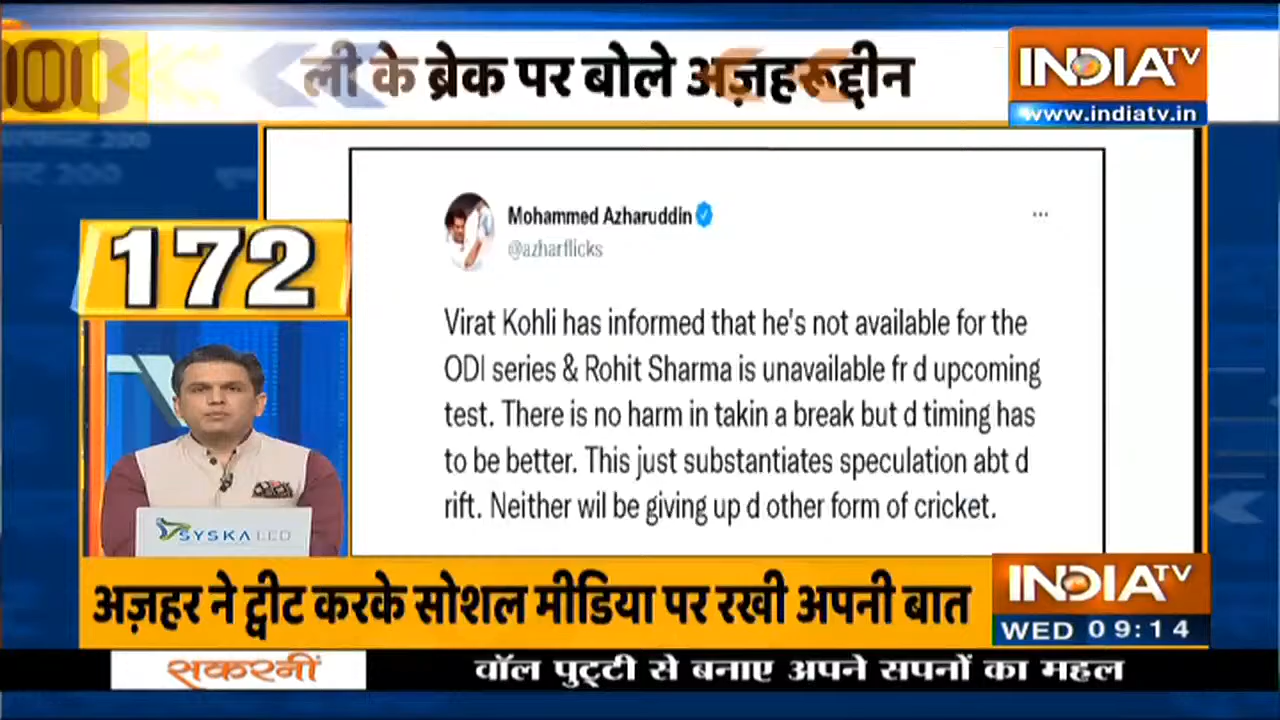 ली के ब्रेक पर बोले अज़हरूद्दीन
INDIA TV
www.indiatv.in
172
Mohammed Azharuddin
@azharflicks
Virat Kohli has informed that he's not available for the
ODI series & Rohit Sharma is unavailable fr d upcoming
test. There is no harm in takin a break but d timing has
to be better. This just substantiates speculation abt d
rift. Neither wil be giving up d other form of cricket.
SYSKA LED
अज़हर ने ट्वीट करके सोशल मीडिया पर रखी अपनी बात
INDIA TV
WED 09:14
सकरनीं
वॉल पुट्टी से बनाए अपने सपनों का महल